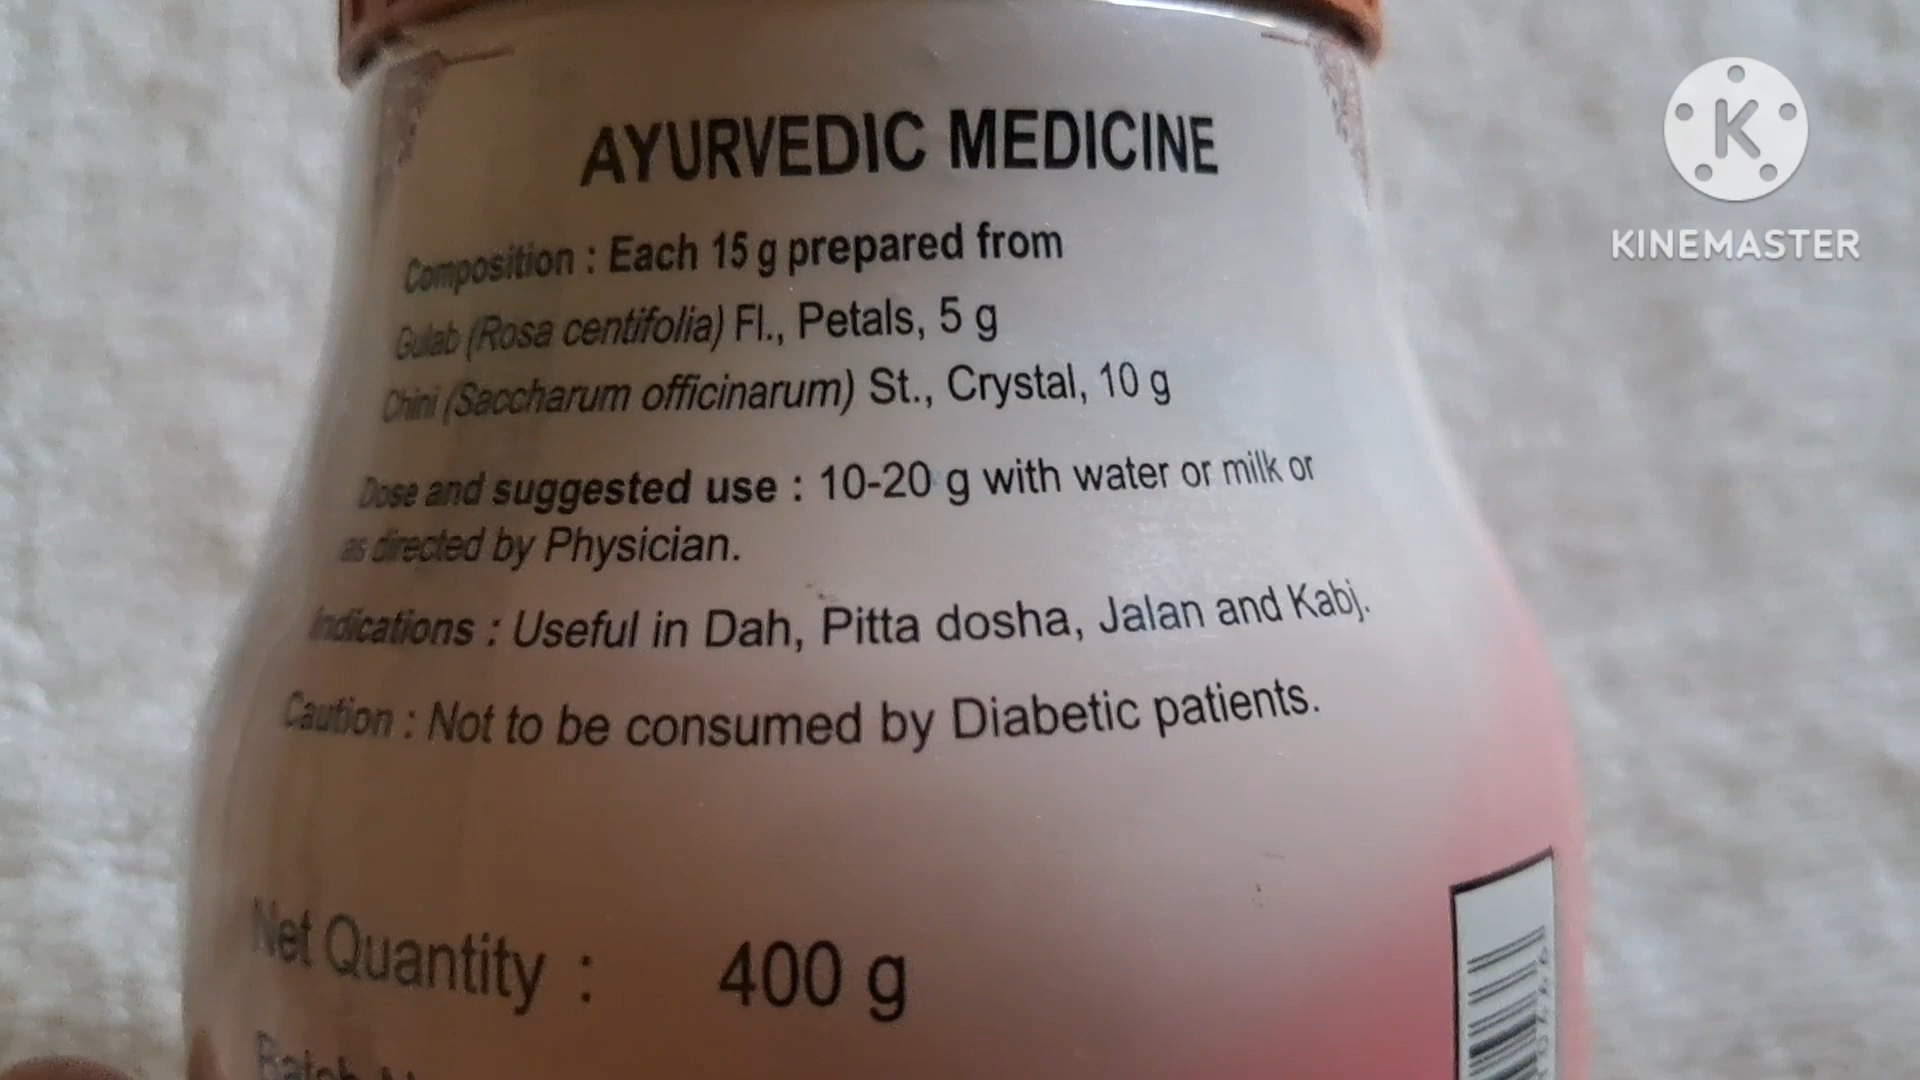 AYURVEDIC MEDICINE
Composition : Each 15 g prepared from
Gulab (Rosa centifolia) Fl., Petals, 5 g
Chini (Saccharum officinarum) St., Crystal, 10 g
Dose and suggested use : 10-20 g with water or milk or
as directed by Physician.
Indications : Useful in Dah, Pitta dosha, Jalan and Kabj.
Caution : Not to be consumed by Diabetic patients.
Net Quantity : 400 g
Batch
K
KINEMASTER